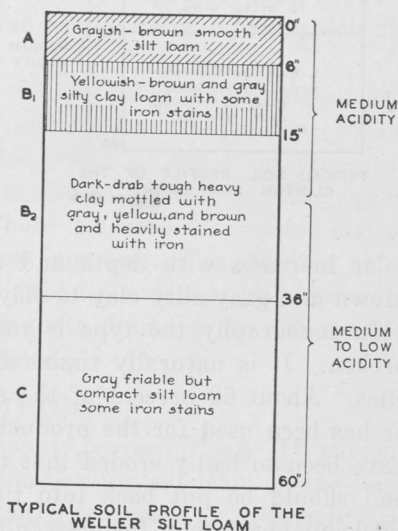 A
Grayish-brown smooth
silt loam
0"
6"
B1
Yellowish-brown and gray
silty clay loam with some
iron stains
15"
MEDIUM
ACIDITY
B2
Dark-drab tough heavy
clay mottled with
gray, yellow, and brown
and heavily stained
with iron
36"
MEDIUM
TO LOW
ACIDITY
C
Gray friable but
compact silt loam
some iron stains
60"
TYPICAL SOIL PROFILE OF THE
WELLER SILT LOAM